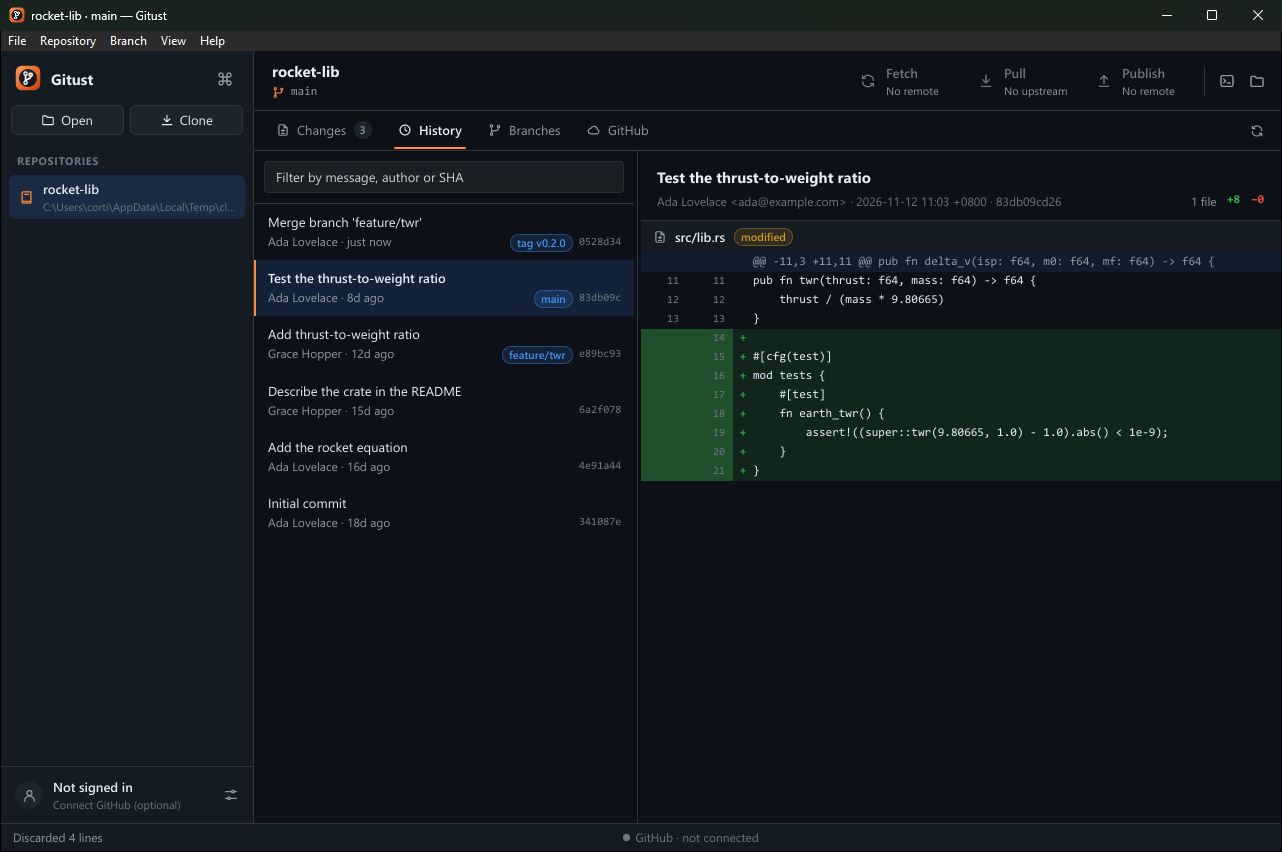 rocket-lib · main — Gitust
File Repository Branch View Help
Gitust
⌘
Open
Clone
REPOSITORIES
rocket-lib
C:\Users\corti\AppData\Local\Temp\cl...
Not signed in
Connect GitHub (optional)
rocket-lib
main
Fetch
No remote
Pull
No upstream
Publish
No remote
Changes 3
History
Branches
GitHub
Filter by message, author or SHA
Merge branch 'feature/twr'
Ada Lovelace · just now tag v0.2.0 0528d34
Test the thrust-to-weight ratio
Ada Lovelace · 8d ago main 83db09c
Add thrust-to-weight ratio
Grace Hopper · 12d ago feature/twr e89bc93
Describe the crate in the README
Grace Hopper · 15d ago 6a2f078
Add the rocket equation
Ada Lovelace · 16d ago 4e91a44
Initial commit
Ada Lovelace · 18d ago 341087e
Test the thrust-to-weight ratio
Ada Lovelace <ada@example.com> · 2026-11-12 11:03 +0800 · 83db09cd26 1 file +8 −0
src/lib.rs modified
@@ -11,3 +11,11 @@ pub fn delta_v(isp: f64, m0: f64, mf: f64) -> f64 {
11 11 pub fn twr(thrust: f64, mass: f64) -> f64 {
12 12 thrust / (mass * 9.80665)
13 13 }
14 +
15 + #[cfg(test)]
16 + mod tests {
17 + #[test]
18 + fn earth_twr() {
19 + assert!((super::twr(9.80665, 1.0) - 1.0).abs() < 1e-9);
20 + }
21 + }
Discarded 4 lines
GitHub · not connected